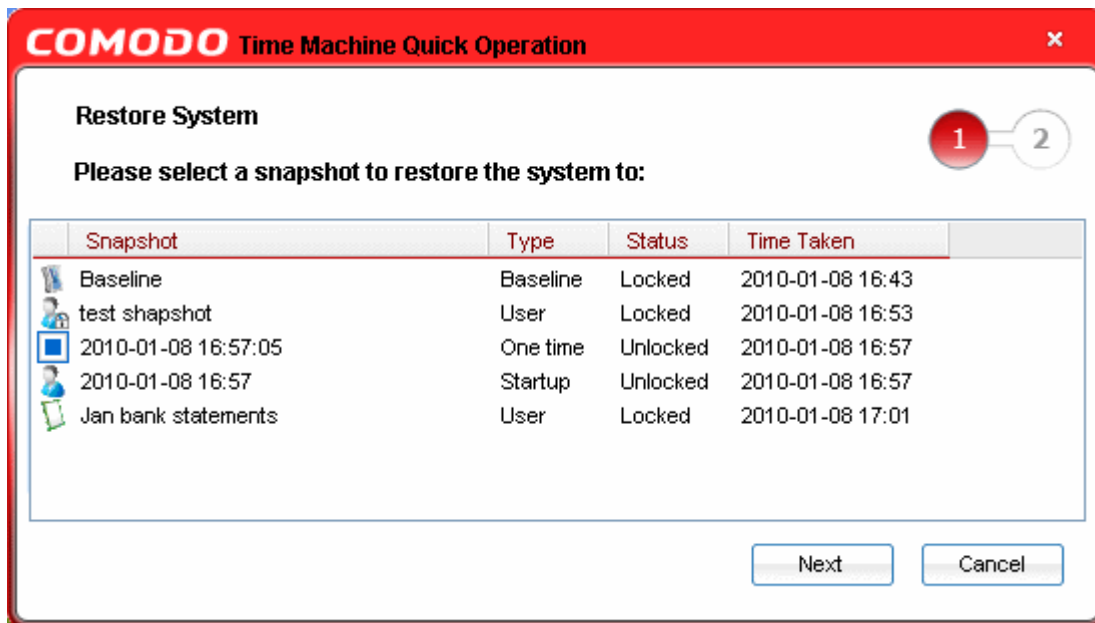 COMODO Time Machine Quick Operation
Restore System
1 2
Please select a snapshot to restore the system to:
Snapshot Type Status Time Taken
Baseline Baseline Locked 2010-01-08 16:43
test shapshot User Locked 2010-01-08 16:53
2010-01-08 16:57:05 One time Unlocked 2010-01-08 16:57
2010-01-08 16:57 Startup Unlocked 2010-01-08 16:57
Jan bank statements User Locked 2010-01-08 17:01
Next Cancel